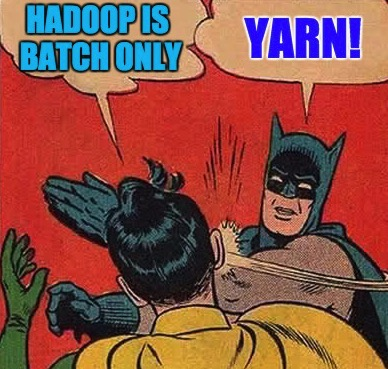 HADOOP IS
BATCH ONLY
YARN!